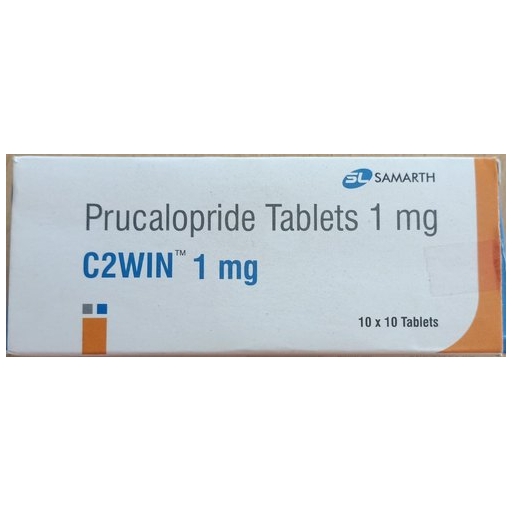 SL SAMARTH
Prucalopride Tablets 1 mg
C2WIN™ 1 mg
10 x 10 Tablets